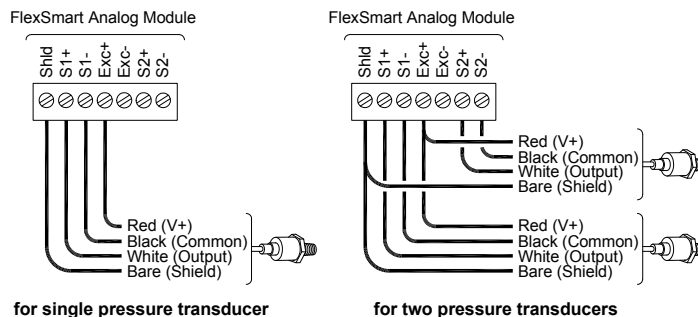 FlexSmart Analog Module
Shld
S1+
S1-
Exc+
Exc-
S2+
S2-
Red (V+)
Black (Common)
White (Output)
Bare (Shield)
for single pressure transducer
FlexSmart Analog Module
Shld
S1+
S1-
Exc+
Exc-
S2+
S2-
Red (V+)
Black (Common)
White (Output)
Bare (Shield)
Red (V+)
Black (Common)
White (Output)
Bare (Shield)
for two pressure transducers